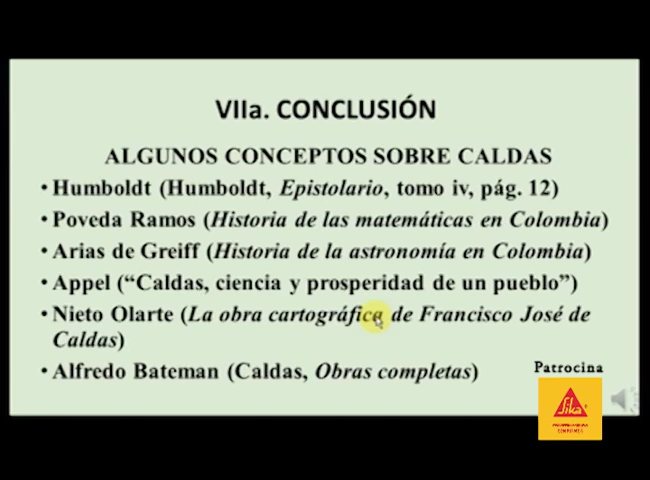 VIIa. CONCLUSIÓN
ALGUNOS CONCEPTOS SOBRE CALDAS
• Humboldt (Humboldt, Epistolario, tomo iv, pág. 12)
• Poveda Ramos (Historia de las matemáticas en Colombia)
• Arias de Greiff (Historia de la astronomía en Colombia)
• Appel (“Caldas, ciencia y prosperidad de un pueblo”)
• Nieto Olarte (La obra cartográfica de Francisco José de
Caldas)
• Alfredo Bateman (Caldas, Obras completas)
Patrocina
Sika